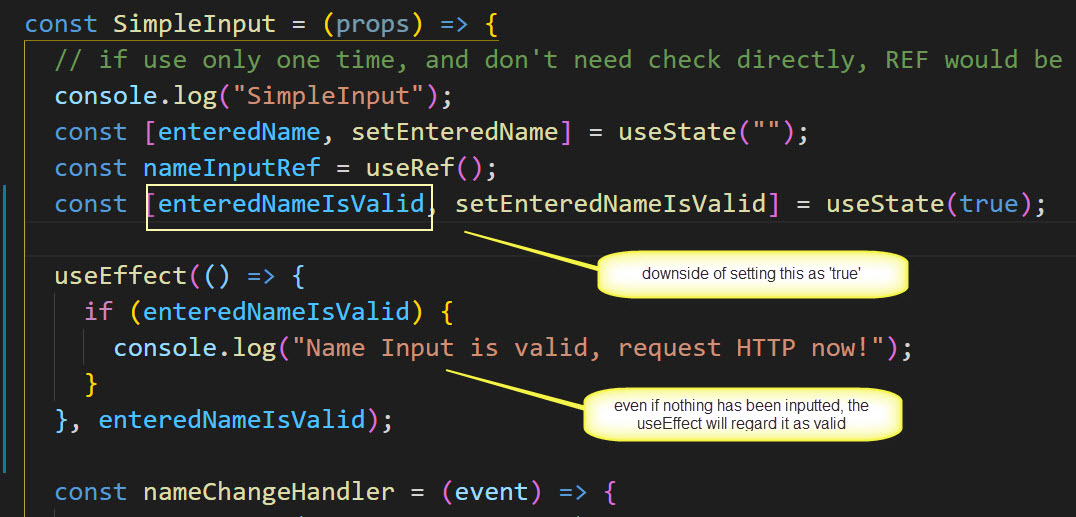 const SimpleInput = (props) => {
// if use only one time, and don't need check directly, REF would be
console.log("SimpleInput");
const [enteredName, setEnteredName] = useState("");
const nameInputRef = useRef();
const [enteredNameIsValid, setEnteredNameIsValid] = useState(true);
downside of setting this as 'true'
useEffect(() => {
if (enteredNameIsValid) {
console.log("Name Input is valid, request HTTP now!");
}
even if nothing has been inputted, the
useEffect will regard it as valid
}, enteredNameIsValid);
const nameChangeHandler = (event) => {